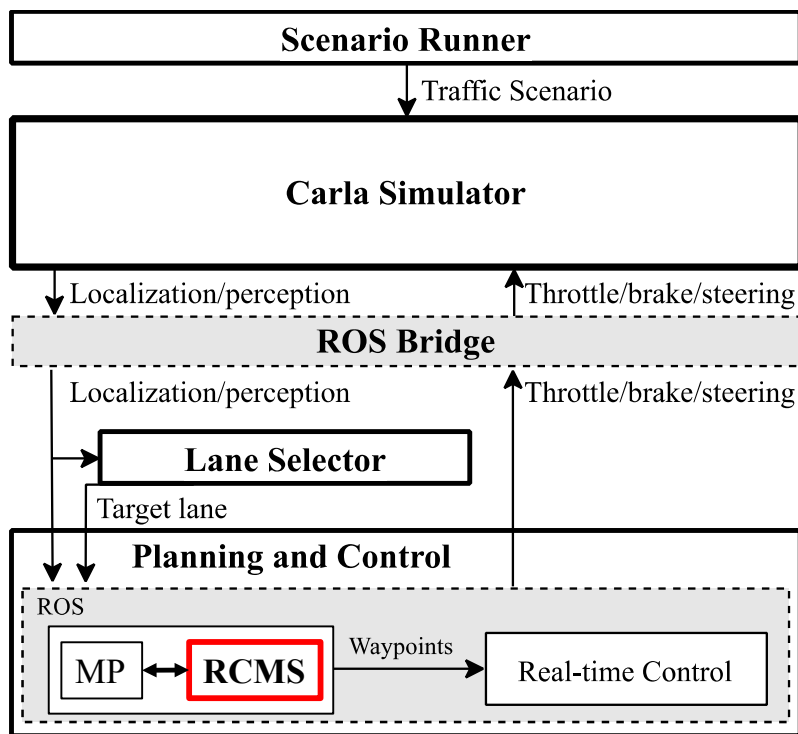 Scenario Runner
Traffic Scenario
Carla Simulator
Localization/perception
Throttle/brake/steering
ROS Bridge
Localization/perception
Throttle/brake/steering
Lane Selector
Target lane
Planning and Control
ROS
MP
RCMS
Waypoints
Real-time Control